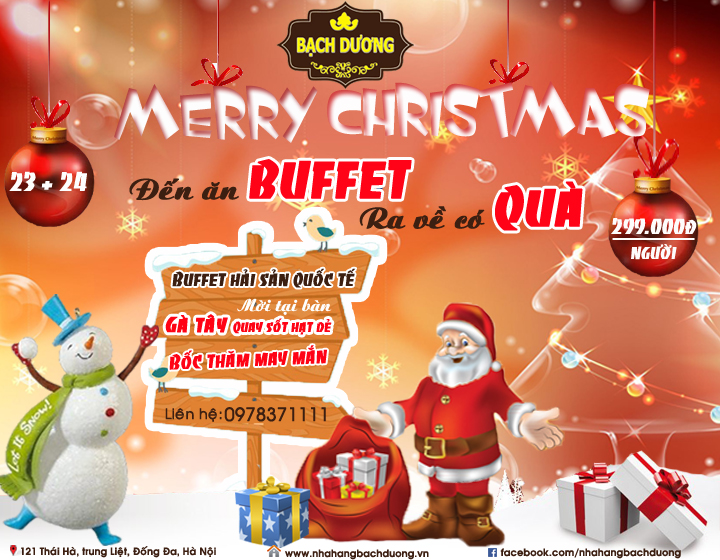 BẠCH DƯƠNG
MERRY CHRISTMAS
23 + 24
Merry Christmas
Đến ăn BUFFET
Ra về có QUÀ
299.000Đ
NGƯỜI
BUFFET HẢI SẢN QUỐC TẾ
Mời tại bàn
GÀ TÂY QUAY SỐT HẠT DẺ
BỐC THĂM MAY MẮN
Liên hệ: 0978371111
Let It Snow!
121 Thái Hà, trung Liệt, Đống Đa, Hà Nội
www.nhahangbachduong.vn
facebook.com/nhahangbachduong